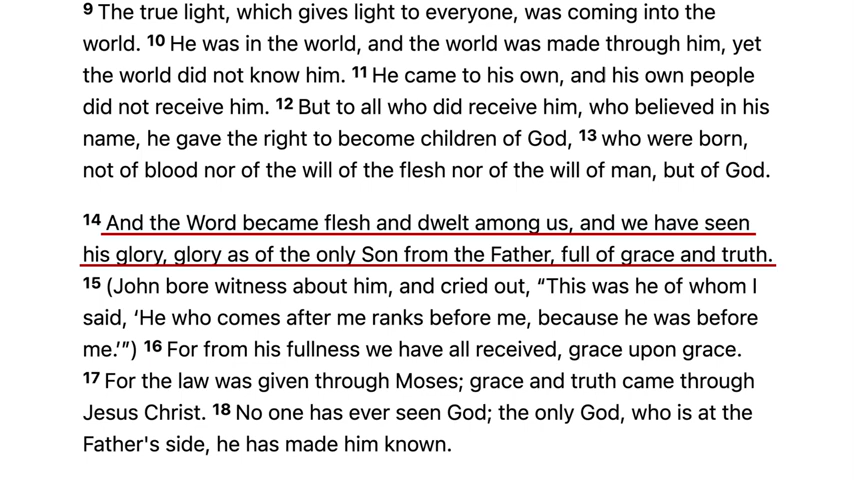 9 The true light, which gives light to everyone, was coming into the
world. 10 He was in the world, and the world was made through him, yet
the world did not know him. 11 He came to his own, and his own people
did not receive him. 12 But to all who did receive him, who believed in his
name, he gave the right to become children of God, 13 who were born,
not of blood nor of the will of the flesh nor of the will of man, but of God.
14 And the Word became flesh and dwelt among us, and we have seen
his glory, glory as of the only Son from the Father, full of grace and truth.
15 (John bore witness about him, and cried out, “This was he of whom I
said, ‘He who comes after me ranks before me, because he was before
me.’”) 16 For from his fullness we have all received, grace upon grace.
17 For the law was given through Moses; grace and truth came through
Jesus Christ. 18 No one has ever seen God; the only God, who is at the
Father's side, he has made him known.